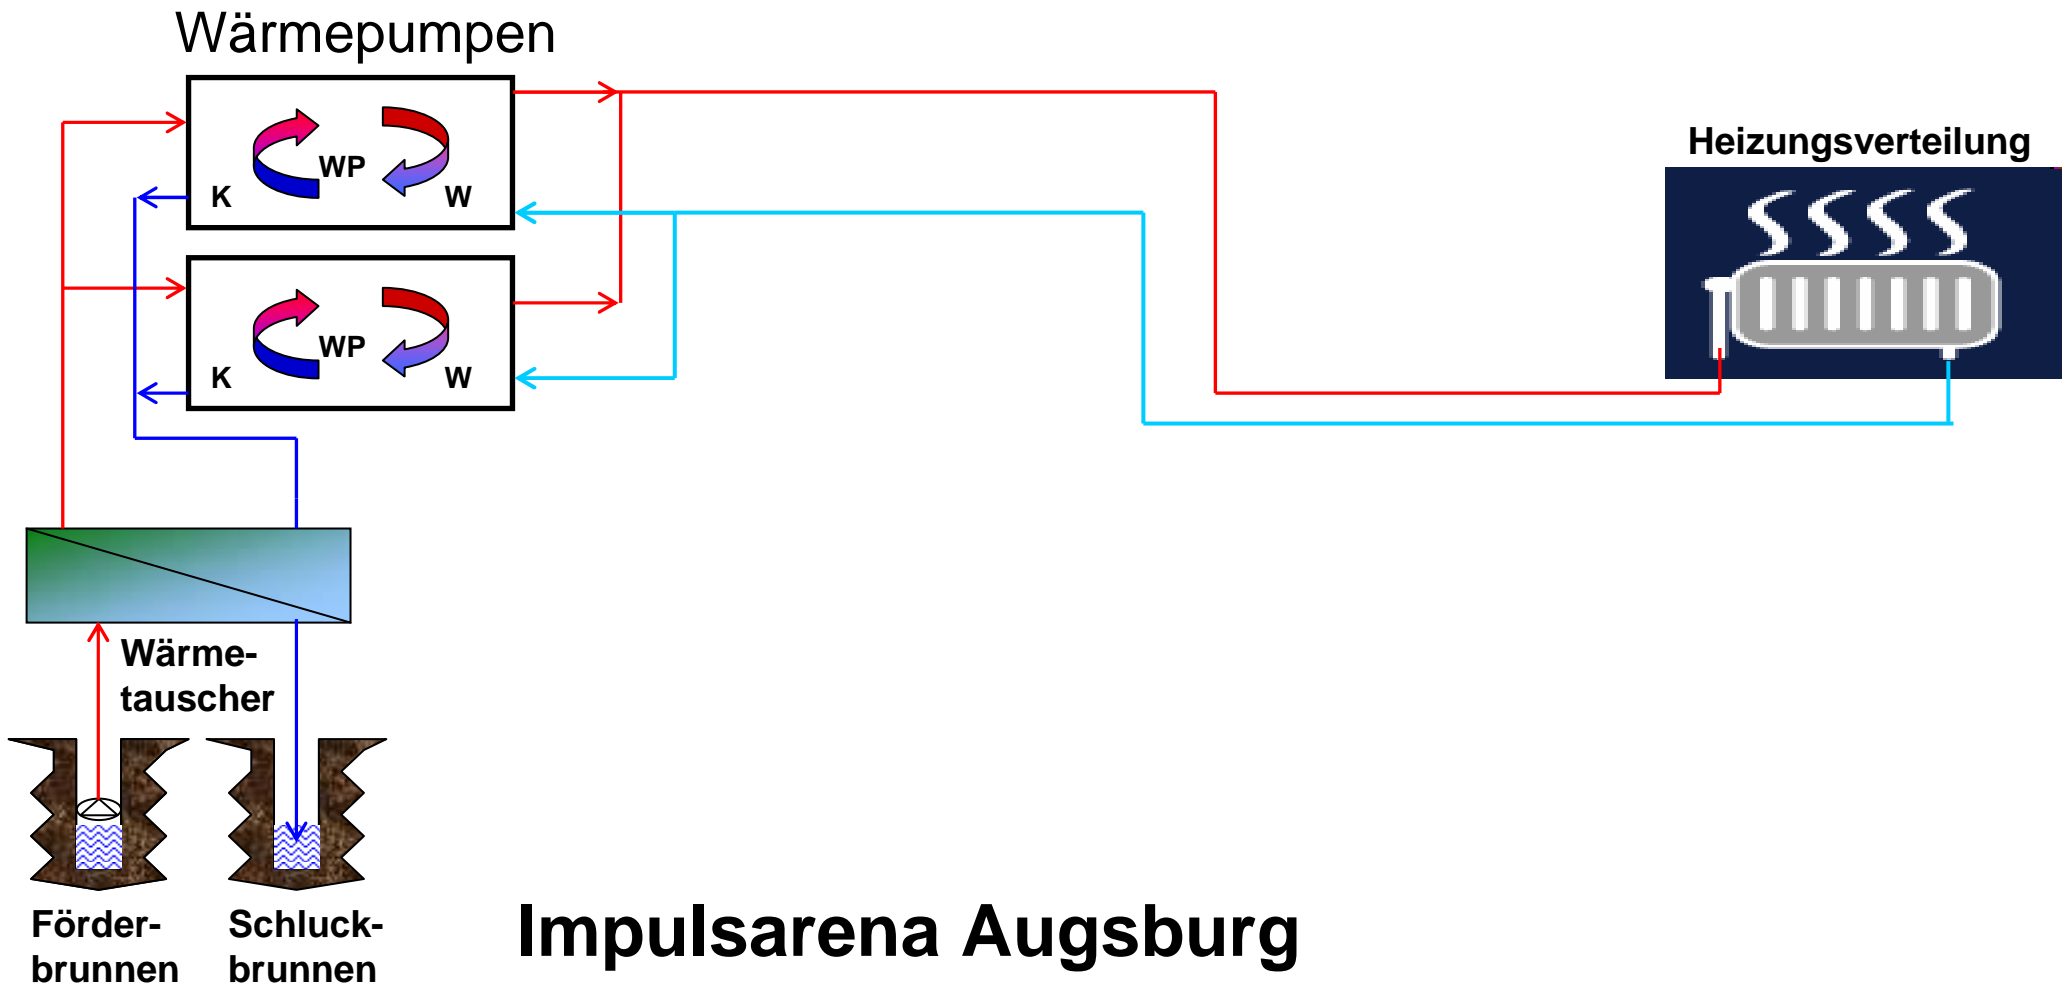 Wärmepumpen
Heizungsverteilung
WP
K
W
WP
K
W
Wärme-
tauscher
Förder-
brunnen
Schluck-
brunnen
Impulsarena Augsburg